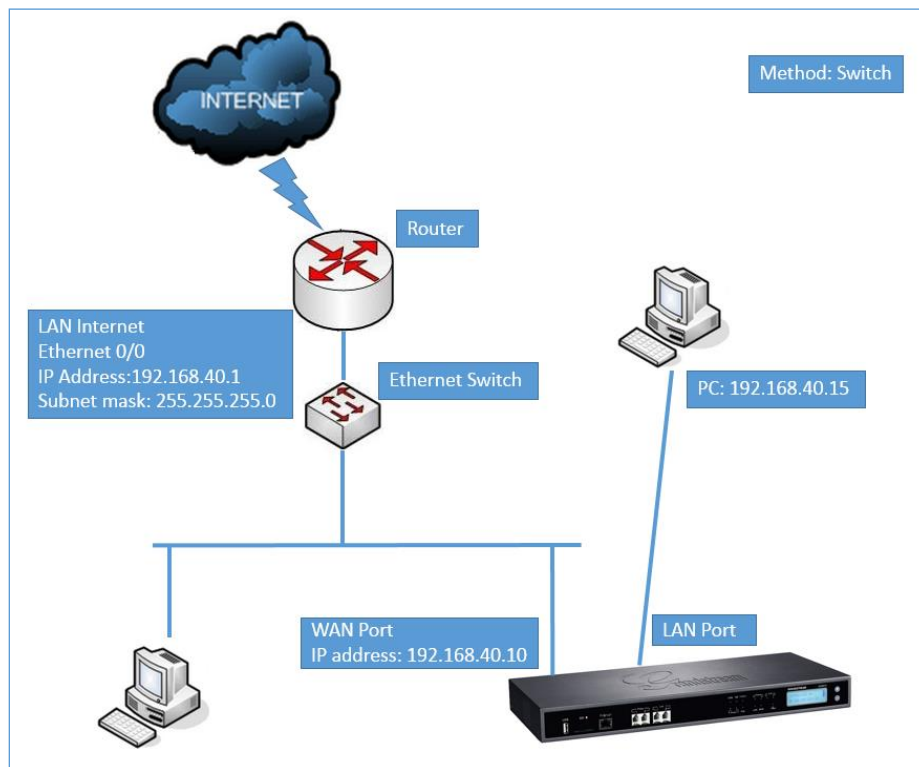 INTERNET
Method: Switch
Router
LAN Internet
Ethernet 0/0
IP Address:192.168.40.1
Subnet mask: 255.255.255.0
Ethernet Switch
PC: 192.168.40.15
WAN Port
IP address: 192.168.40.10
LAN Port
Grandstream